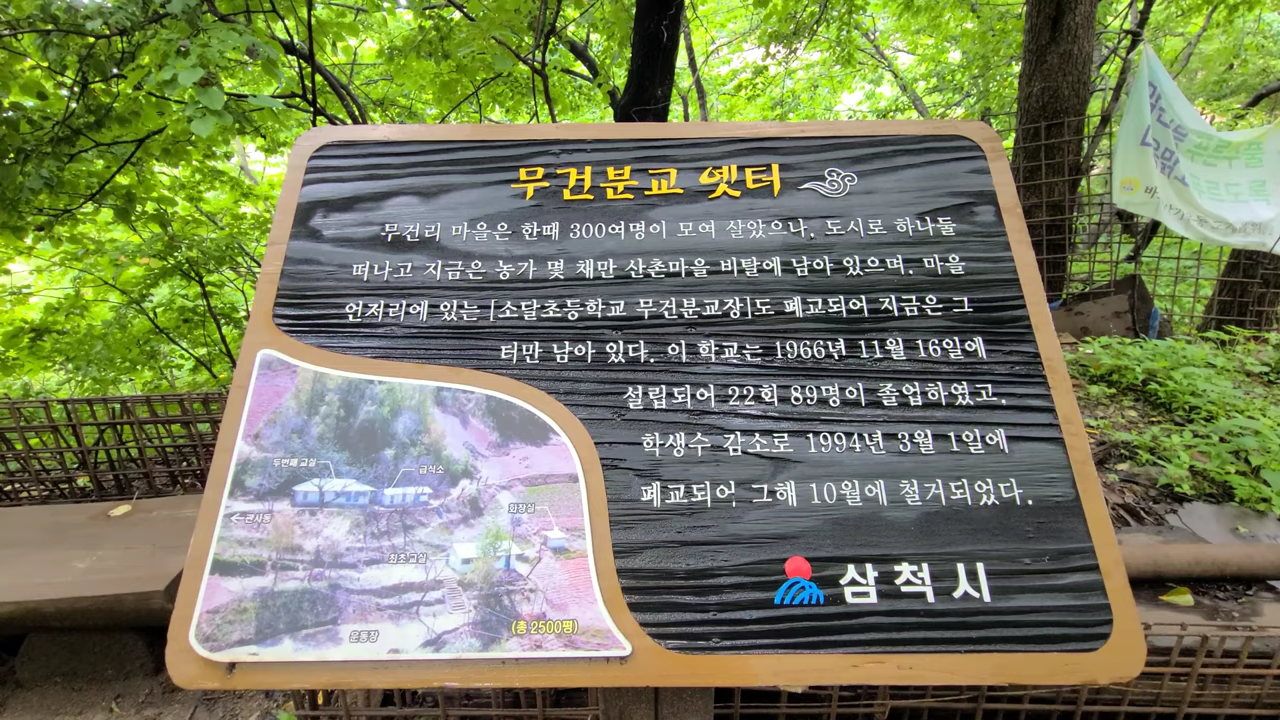 무건분교 옛터
무건리 마을은 한때 300여명이 모여 살았으나, 도시로 하나둘
떠나고 지금은 농가 몇 채만 산촌마을 비탈에 남아 있으며, 마을
언저리에 있는 [소달초등학교 무건분교장]도 폐교되어 지금은 그
터만 남아 있다. 이 학교는 1966년 11월 16일에
설립되어 22회 89명이 졸업하였고,
학생수 감소로 1994년 3월 1일에
폐교되어 그해 10월에 철거되었다.
두번째 교실
급식소
화장실
관사동
최초 교실
운동장
(총 2500평)
삼척시